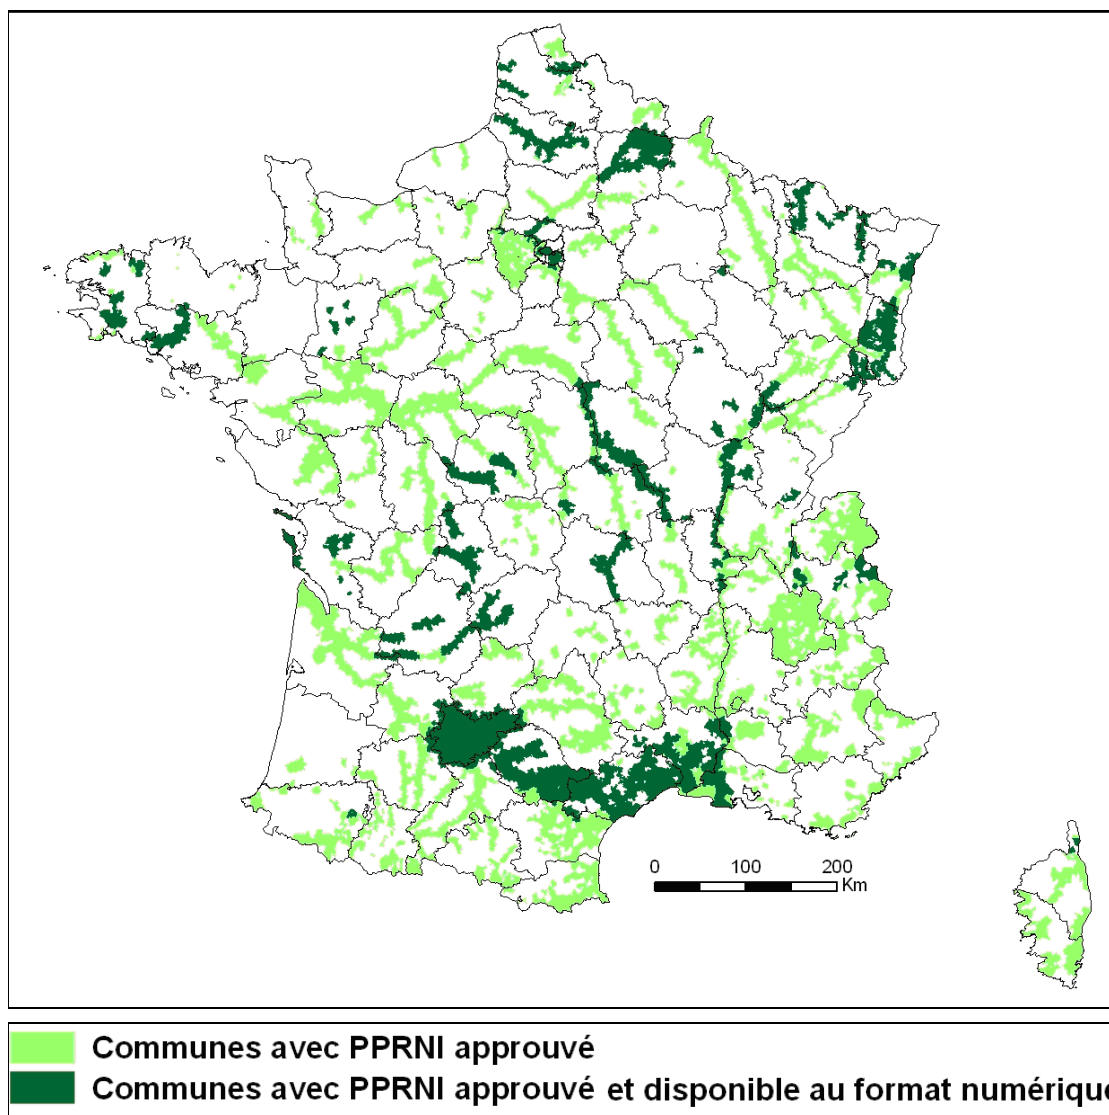 0 100 200
Km
Communes avec PPRNI approuvé
Communes avec PPRNI approuvé et disponible au format numérique